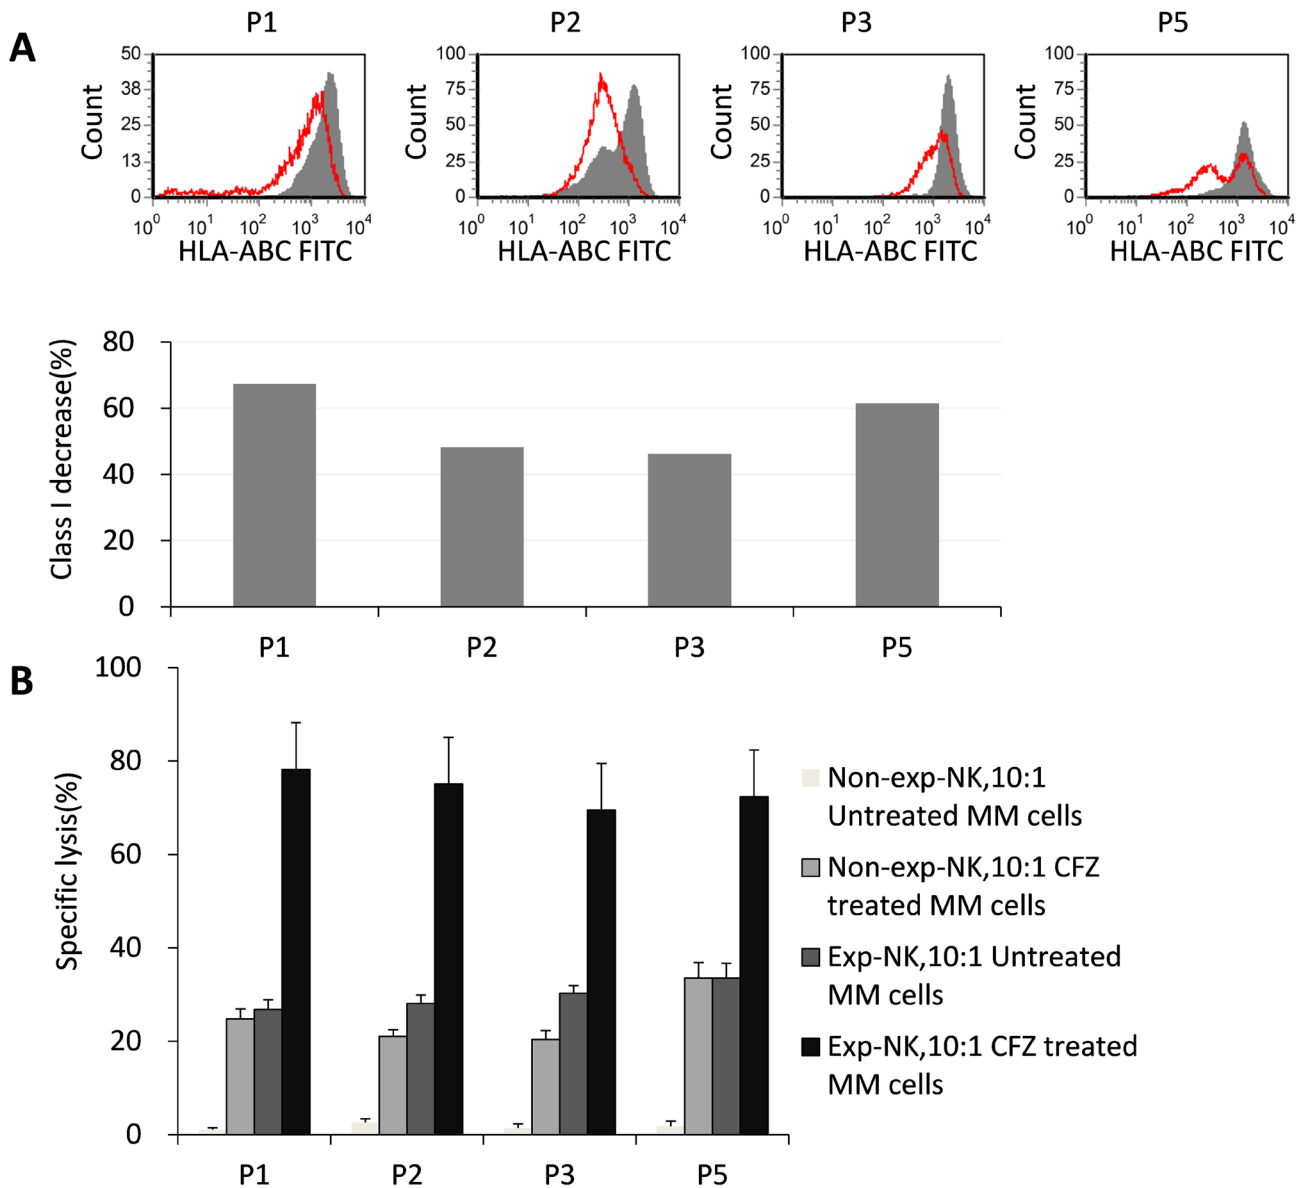 A
P1
P2
P3
P5
50
38
25
13
0
Count
10^0 10^1 10^2 10^3 10^4
HLA-ABC FITC
100
75
50
25
0
Count
10^0 10^1 10^2 10^3 10^4
HLA-ABC FITC
100
75
50
25
0
Count
10^0 10^1 10^2 10^3 10^4
HLA-ABC FITC
100
75
50
25
0
Count
10^0 10^1 10^2 10^3 10^4
HLA-ABC FITC
Class I decrease(%)
80
60
40
20
0
P1 P2 P3 P5
B
Specific lysis(%)
100
80
60
40
20
0
P1 P2 P3 P5
Non-exp-NK,10:1
Untreated MM cells
Non-exp-NK,10:1 CFZ
treated MM cells
Exp-NK,10:1 Untreated
MM cells
Exp-NK,10:1 CFZ treated
MM cells